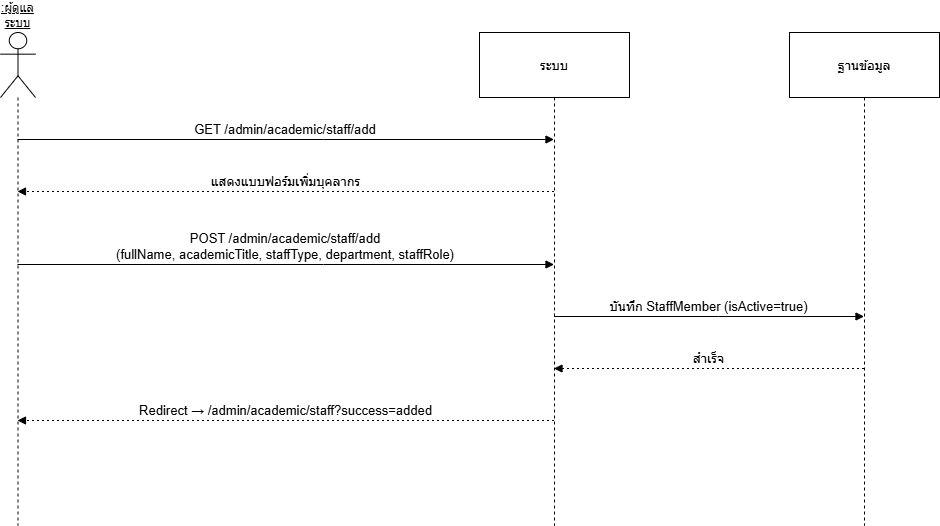 :ผู้ดูแล
ระบบ
ระบบ
ฐานข้อมูล
GET /admin/academic/staff/add
แสดงแบบฟอร์มเพิ่มบุคลากร
POST /admin/academic/staff/add
(fullName, academicTitle, staffType, department, staffRole)
บันทึก StaffMember (isActive=true)
สำเร็จ
Redirect → /admin/academic/staff?success=added